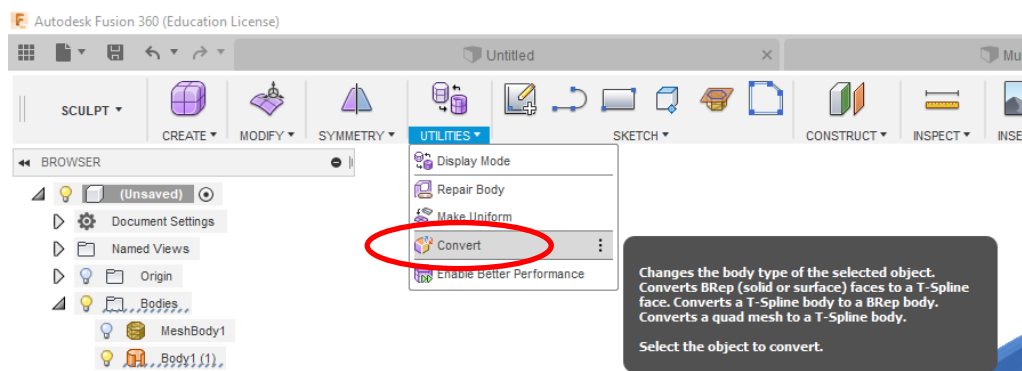 Autodesk Fusion 360 (Education License)
Untitled
Mu
SCULPT
CREATE
MODIFY
SYMMETRY
UTILITIES
SKETCH
CONSTRUCT
INSPECT
INSE
BROWSER
(Unsaved)
Document Settings
Named Views
Origin
Bodies
MeshBody1
Body1 (1)
Display Mode
Repair Body
Make Uniform
Convert
Enable Better Performance
Changes the body type of the selected object.
Converts BRep (solid or surface) faces to a T-Spline
face. Converts a T-Spline body to a BRep body.
Converts a quad mesh to a T-Spline body.
Select the object to convert.